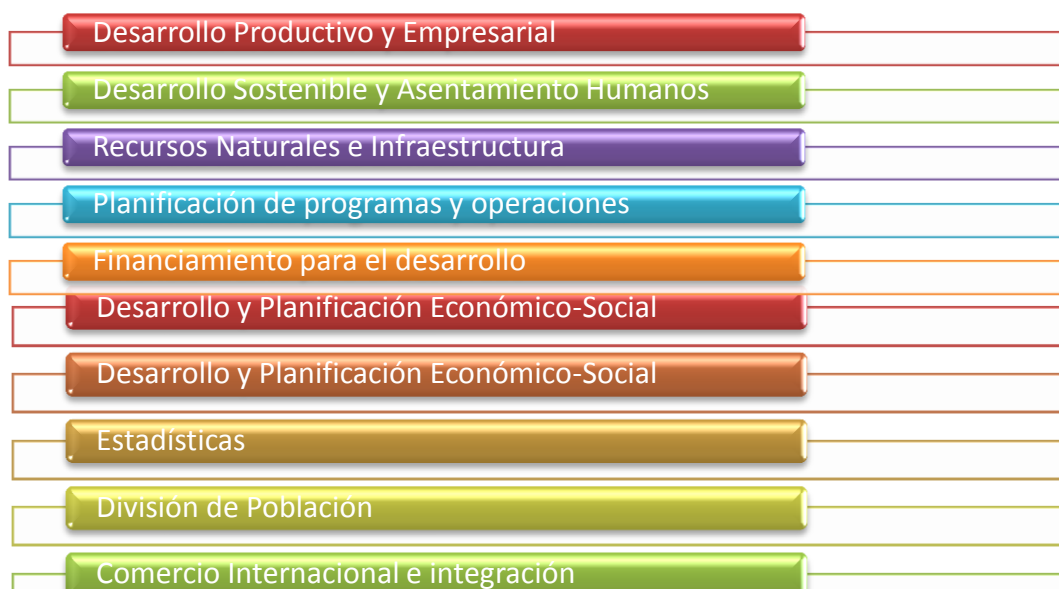 Desarrollo Productivo y Empresarial
Desarrollo Sostenible y Asentamiento Humanos
Recursos Naturales e Infraestructura
Planificación de programas y operaciones
Financiamiento para el desarrollo
Desarrollo y Planificación Económico-Social
Desarrollo y Planificación Económico-Social
Estadísticas
División de Población
Comercio Internacional e integración